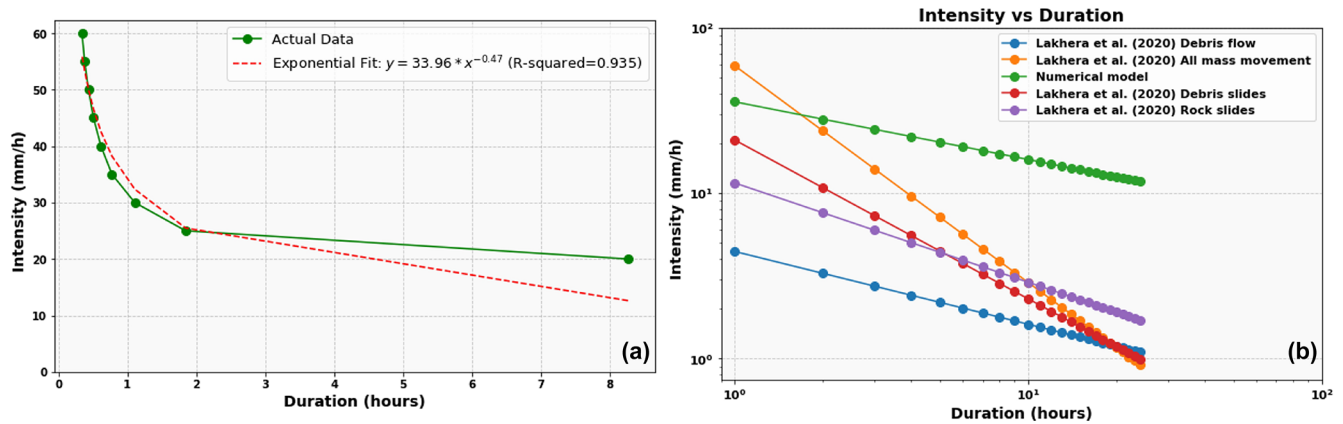 60
50
40
30
20
10
0
Intensity (mm/h)
0 1 2 3 4 5 6 7 8
Duration (hours)
Actual Data
Exponential Fit: y = 33.96 * x^−0.47 (R-squared=0.935)
(a)
Intensity vs Duration
10²
10¹
10⁰
Intensity (mm/h)
Lakhera et al. (2020) Debris flow
Lakhera et al. (2020) All mass movement
Numerical model
Lakhera et al. (2020) Debris slides
Lakhera et al. (2020) Rock slides
(b)
10⁰ 10¹ 10²
Duration (hours)